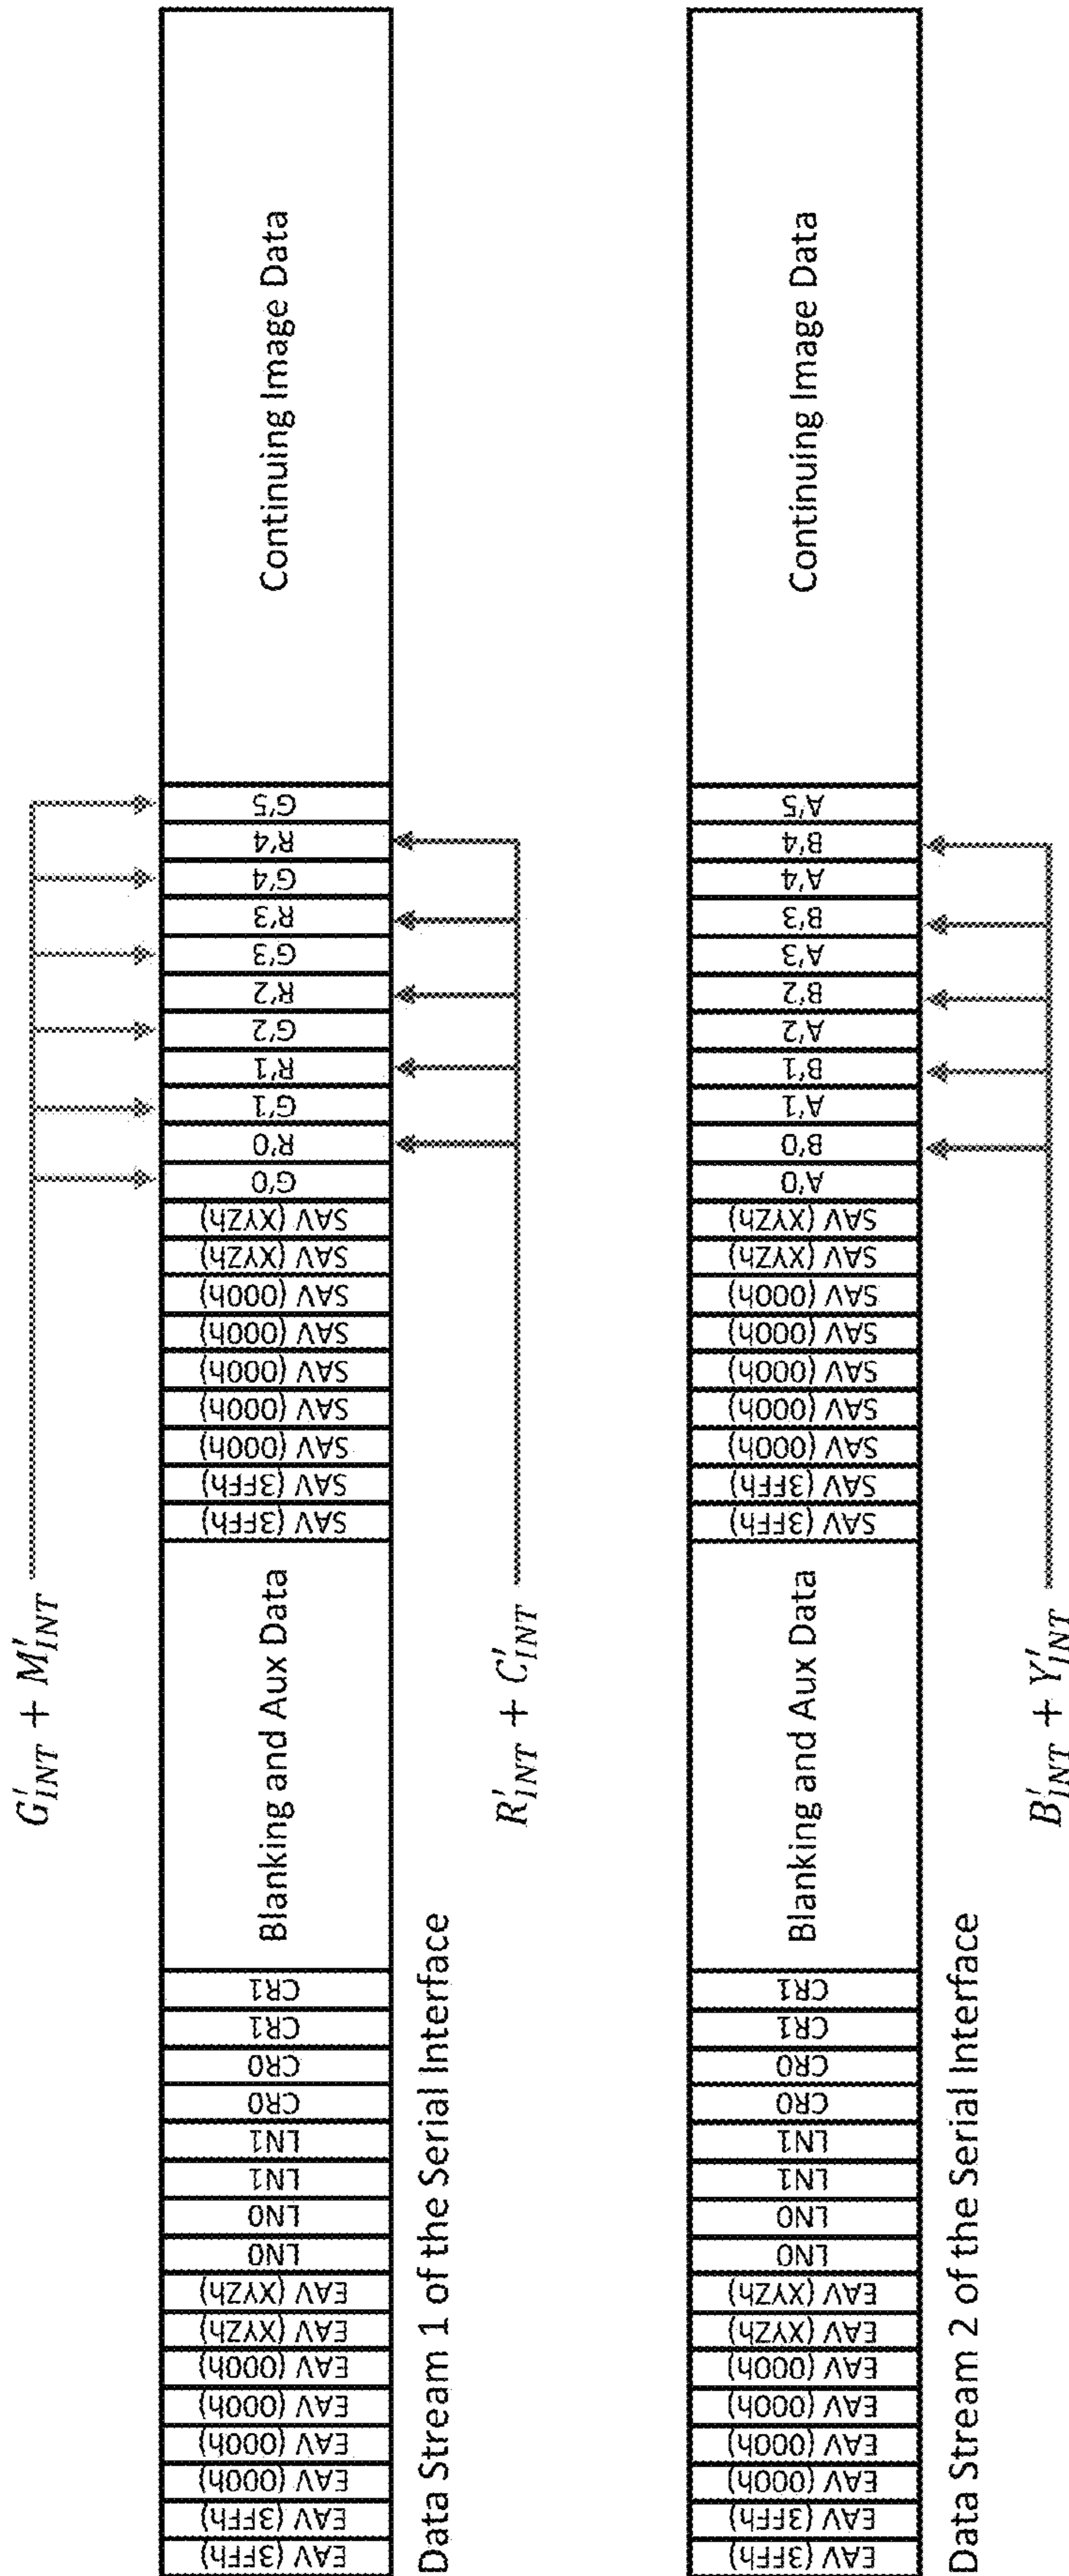 G'INT + M'INT
EAV (3FFh)
EAV (3FFh)
EAV (000h)
EAV (000h)
EAV (000h)
EAV (000h)
EAV (XYZh)
EAV (XYZh)
LN0
LN0
LN1
LN1
CR0
CR0
CR1
CR1
Blanking and Aux Data
SAV (3FFh)
SAV (3FFh)
SAV (000h)
SAV (000h)
SAV (000h)
SAV (000h)
SAV (000h)
SAV (XYZh)
SAV (XYZh)
G'0
R'0
G'1
R'1
G'2
R'2
G'3
R'3
G'4
R'4
G'5
Continuing Image Data
Data Stream 1 of the Serial Interface
R'INT + C'INT
EAV (3FFh)
EAV (3FFh)
EAV (000h)
EAV (000h)
EAV (000h)
EAV (000h)
EAV (XYZh)
EAV (XYZh)
LN0
LN0
LN1
LN1
CR0
CR0
CR1
CR1
Blanking and Aux Data
SAV (3FFh)
SAV (3FFh)
SAV (000h)
SAV (000h)
SAV (000h)
SAV (000h)
SAV (000h)
SAV (XYZh)
SAV (XYZh)
A'0
B'0
A'1
B'1
A'2
B'2
A'3
B'3
A'4
B'4
A'5
Continuing Image Data
Data Stream 2 of the Serial Interface
B'INT + Y'INT